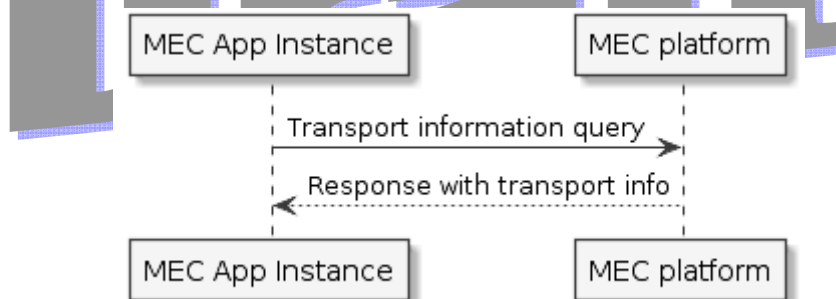 MEC App Instance MEC platform
Transport information query
Response with transport info
MEC App Instance MEC platform